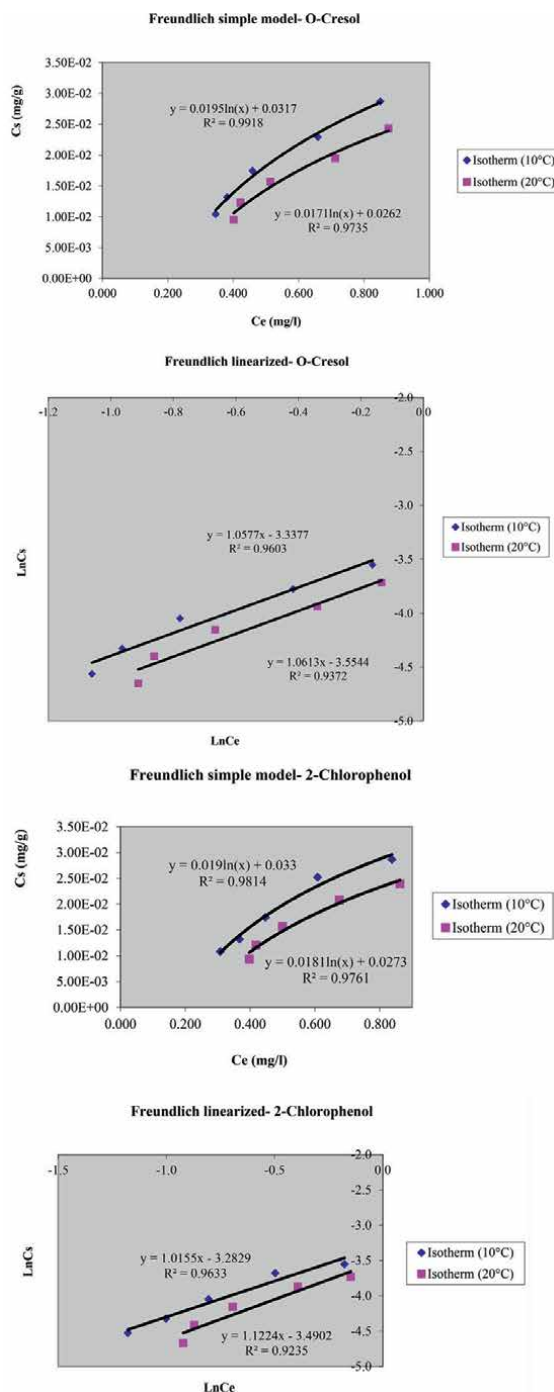 Freundlich simple model- O-Cresol
3.50E-02
3.00E-02
2.50E-02
2.00E-02
1.50E-02
1.00E-02
5.00E-03
0.00E+00
Cs (mg/g)
y = 0.0195ln(x) + 0.0317
R² = 0.9918
y = 0.0171ln(x) + 0.0262
R² = 0.9735
Isotherm (10°C)
Isotherm (20°C)
0.000 0.200 0.400 0.600 0.800 1.000
Ce (mg/l)
Freundlich linearized- O-Cresol
-1.2 -1.0 -0.8 -0.6 -0.4 -0.2 0.0
-2.0
-2.5
-3.0
-3.5
-4.0
-4.5
-5.0
LnCs
y = 1.0577x - 3.3377
R² = 0.9603
y = 1.0613x - 3.5544
R² = 0.9372
Isotherm (10°C)
Isotherm (20°C)
LnCe
Freundlich simple model- 2-Chlorophenol
3.50E-02
3.00E-02
2.50E-02
2.00E-02
1.50E-02
1.00E-02
5.00E-03
0.00E+00
Cs (mg/g)
y = 0.019ln(x) + 0.033
R² = 0.9814
y = 0.0181ln(x) + 0.0273
R² = 0.9761
Isotherm (10°C)
Isotherm (20°C)
0.000 0.200 0.400 0.600 0.800
Ce (mg/l)
Freundlich linearized- 2-Chlorophenol
-1.5 -1.0 -0.5 0.0
-2.0
-2.5
-3.0
-3.5
-4.0
-4.5
-5.0
LnCs
y = 1.0155x - 3.2829
R² = 0.9633
y = 1.1224x - 3.4902
R² = 0.9235
Isotherm (10°C)
Isotherm (20°C)
LnCe